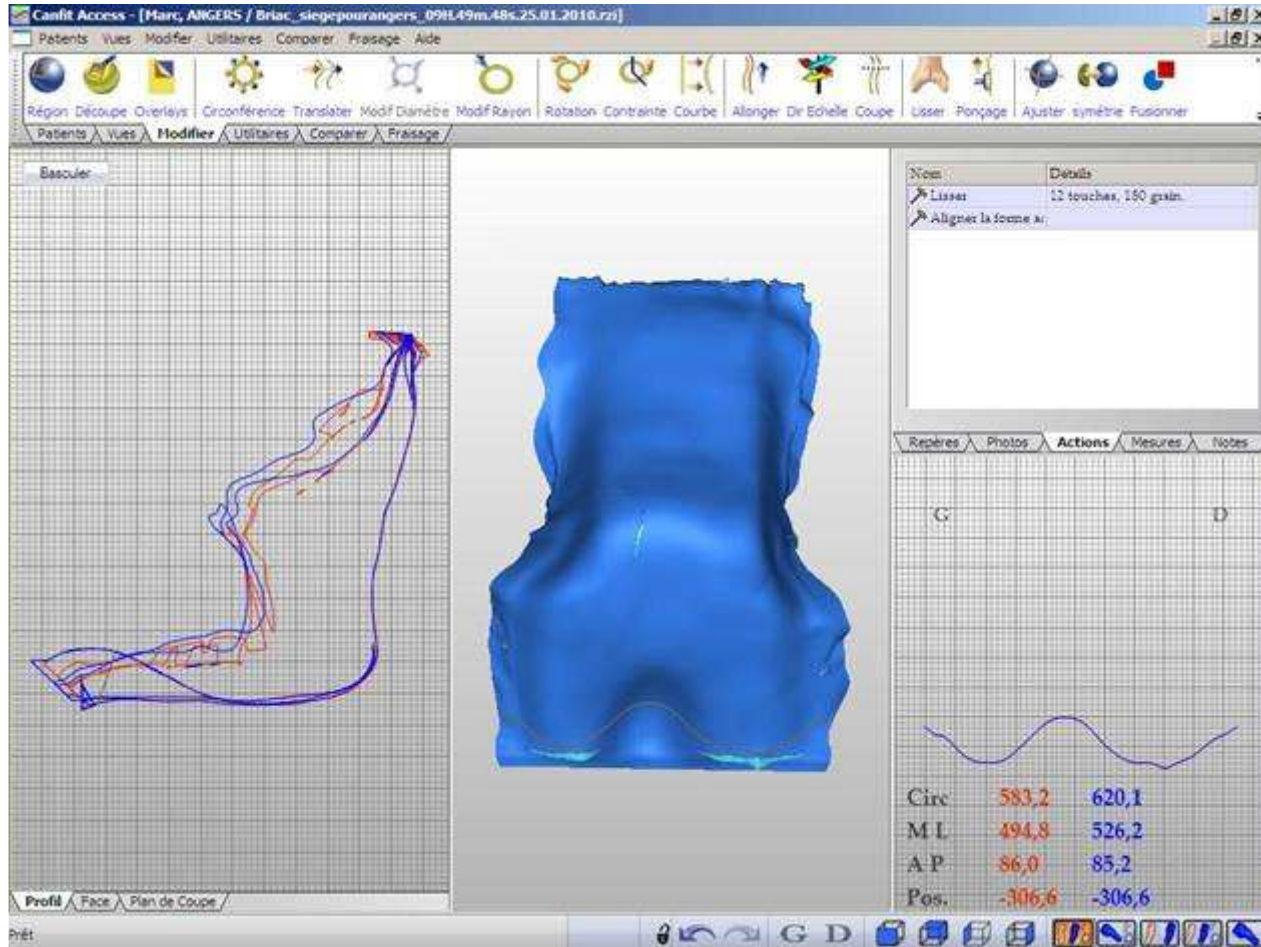 Canfit Access - [Marc, ANGERS / Briac_siegepourangers_09H.49m.48s.25.01.2010.rzi]
Patients Vues Modifier Utilitaires Comparer Fraisage Aide
Région Découpe Overlays Circonférence Translater Modif Diamètre Modif Rayon Rotation Contrainte Courbe Allonger Dir Echelle Coupe Lisser Ponçage Ajuster symétrie Fusionner
Patients Vues Modifier Utilitaires Comparer Fraisage
Basculer
Nom Détails
Lisser 12 touches, 150 grain.
Aligner la forme ac
Repères Photos Actions Mesures Notes
G D
Circ 583,2 620,1
M L 494,8 526,2
A P 86,0 85,2
Pos. -306,6 -306,6
Profil Face Plan de Coupe
Prêt
G D